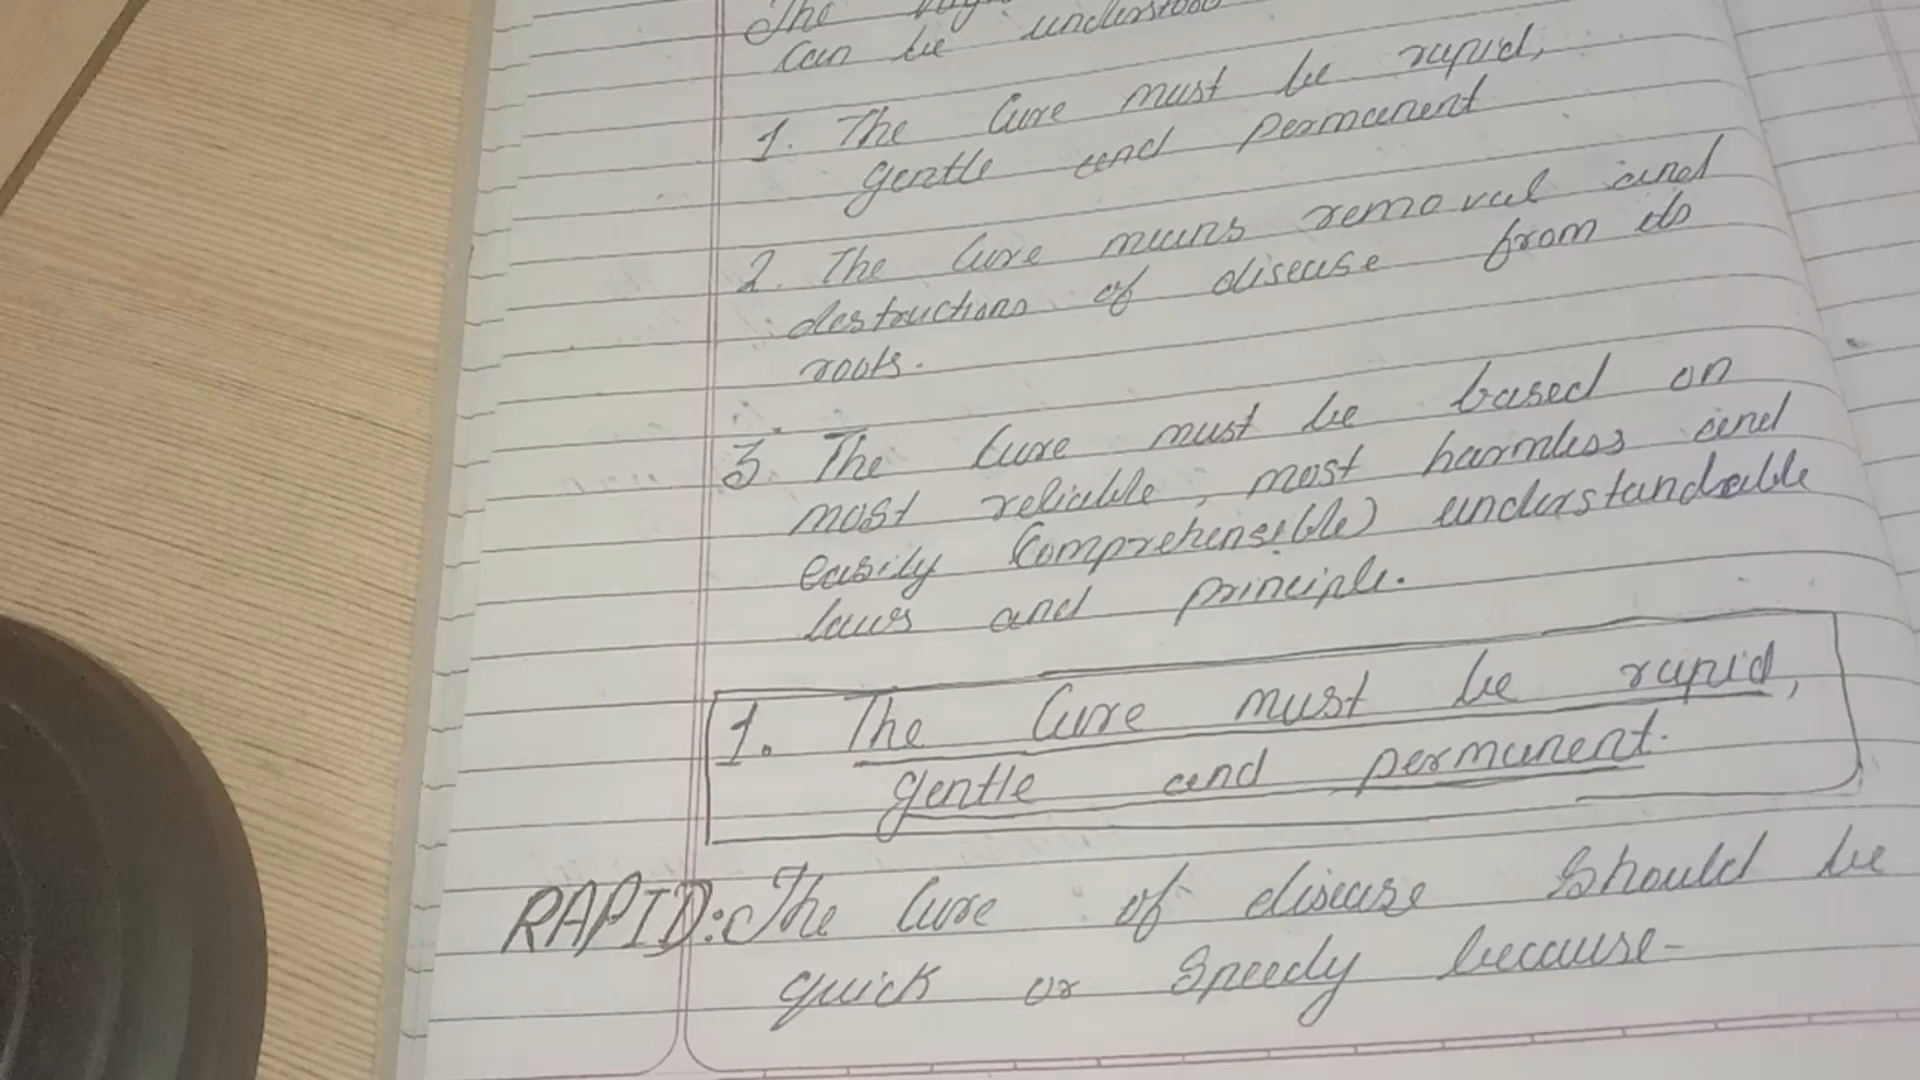 The
can be understood
1. The Cure must be rapid,
gentle and permanent
2. The Cure means removal and
destructions of disease from its
roots.
3. The Cure must be based on
most reliable, most harmless and
easily (comprehensible) understandable
laws and principle.
1. The Cure must be rapid,
gentle and permanent.
RAPID: The Cure of disease should be
quick or Speedy because-